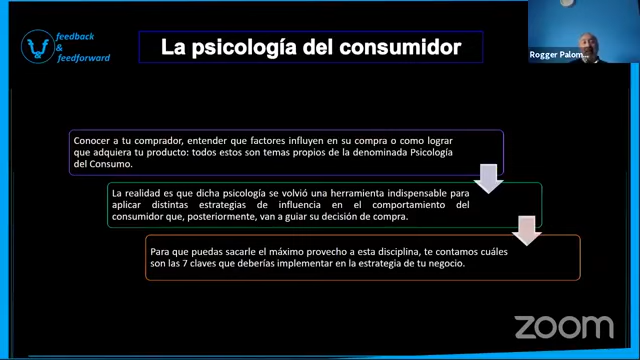 feedback
&
feedforward
La psicología del consumidor
Rogger Palom...
Conocer a tu comprador, entender que factores influyen en su compra o como lograr
que adquiera tu producto: todos estos son temas propios de la denominada Psicología
del Consumo.
La realidad es que dicha psicología se volvió una herramienta indispensable para
aplicar distintas estrategias de influencia en el comportamiento del
consumidor que, posteriormente, van a guiar su decisión de compra.
Para que puedas sacarle el máximo provecho a esta disciplina, te contamos cuáles
son las 7 claves que deberías implementar en la estrategia de tu negocio.
zoom